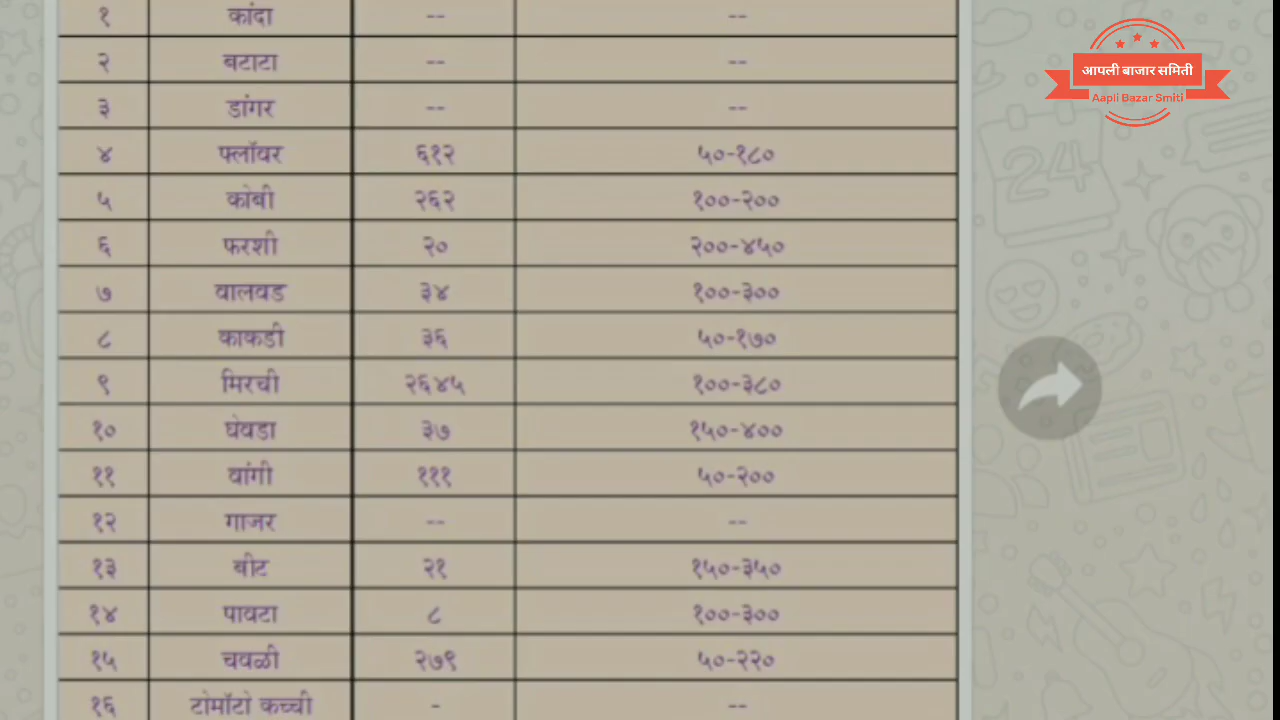 १ कांदा -- --
२ बटाटा -- --
३ डांगर -- --
४ फ्लॉवर ६१२ ५०-१८०
५ कोबी २६२ १००-२००
६ फरशी २० २००-४५०
७ वालवड ३४ १००-३००
८ काकडी ३६ ५०-१७०
९ मिरची २६४५ १००-३८०
१० घेवडा ३७ १५०-४००
११ वांगी १११ ५०-२००
१२ गाजर -- --
१३ बीट २१ १५०-३५०
१४ पावटा ८ १००-३००
१५ चवळी २७९ ५०-२२०
१६ टोमॉटो कच्ची - --
आपली बाजार समिती
Aapli Bazar Smiti
24